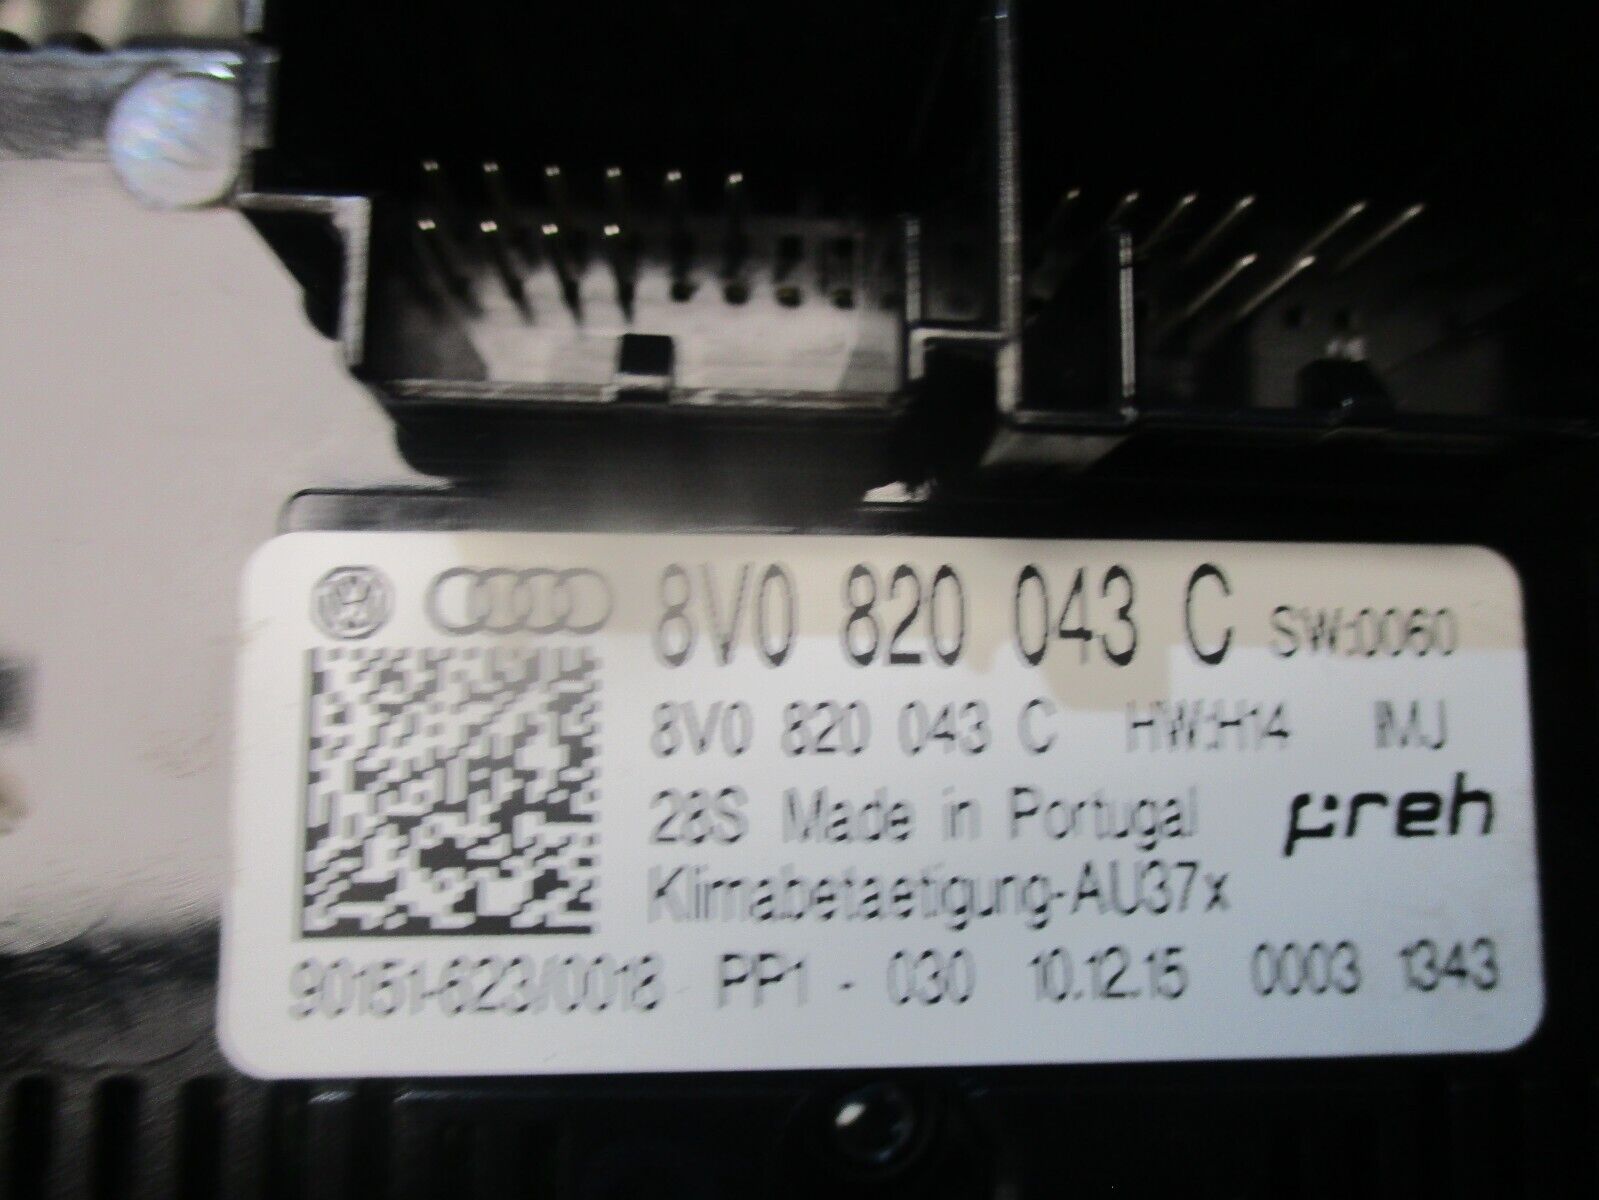 8V0 820 043 C SW:0060
8V0 820 043 C HW:H14 IMJ
28S Made in Portugal preh
Klimabetaetigung-AU37x
90151-623/0018 PP1 - 030 10.12.15 0003 1343